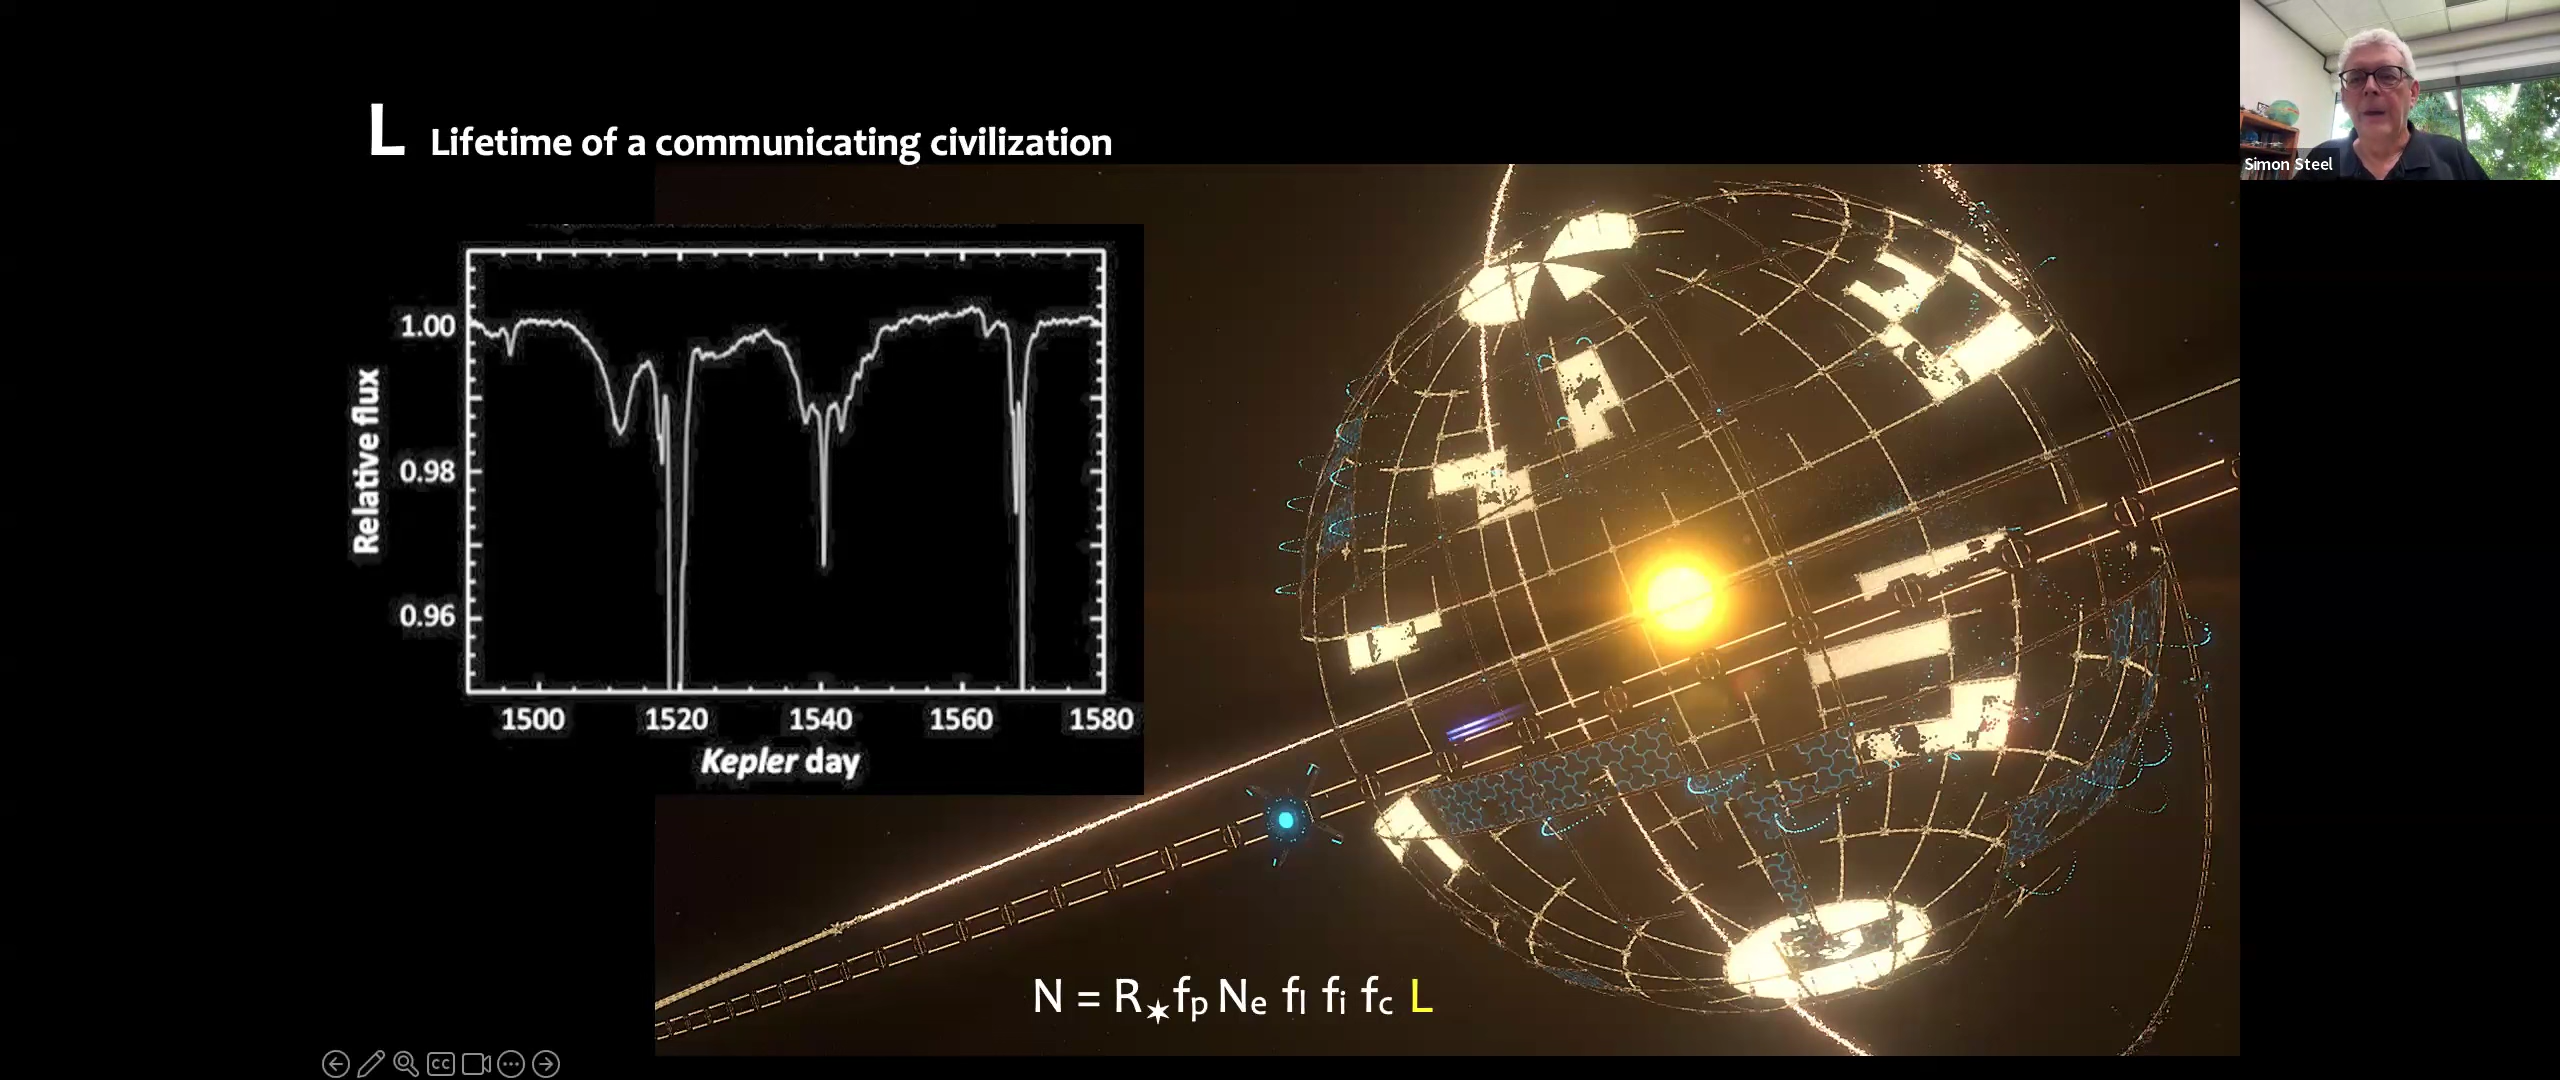 L Lifetime of a communicating civilization
Simon Steel
1.00
0.98
0.96
Relative flux
1500 1520 1540 1560 1580
Kepler day
N = R★ fp Ne fl fi fc L
CC